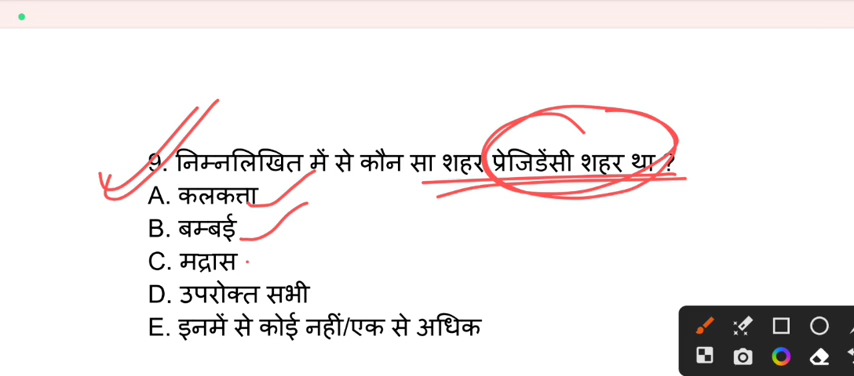 9. निम्नलिखित में से कौन सा शहर प्रेजिडेंसी शहर था ?
A. कलकत्ता
B. बम्बई
C. मद्रास
D. उपरोक्त सभी
E. इनमें से कोई नहीं/एक से अधिक